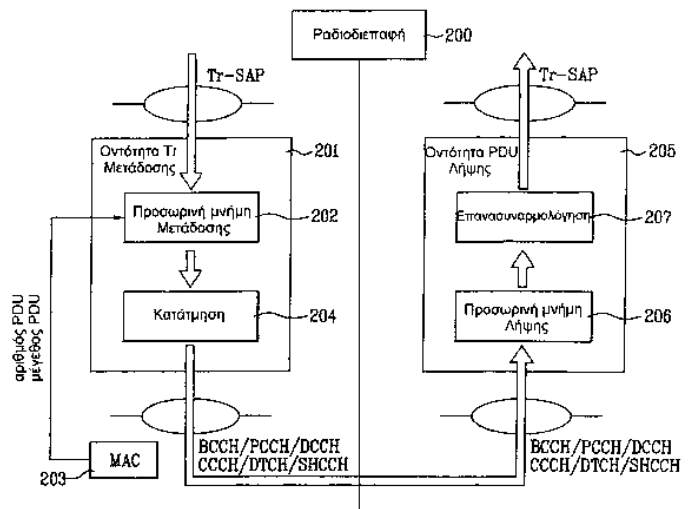 Ραδιοδιεπαφή
200
Tr-SAP
Tr-SAP
Οντότητα Tr
Μετάδοσης
201
Οντότητα PDU
Λήψης
205
Προσωρινή μνήμη
Μετάδοσης
202
Επανασυναρμολόγηση
207
Κατάτμηση
204
Προσωρινή μνήμη
Λήψης
206
αριθμός PDU
μέγεθος PDU
BCCH/PCCH/DCCH
CCCH/DTCH/SHCCH
BCCH/PCCH/DCCH
CCCH/DTCH/SHCCH
MAC
203